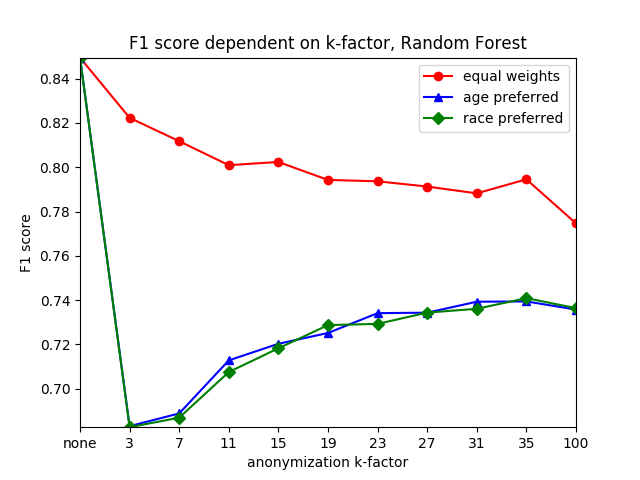 F1 score dependent on k-factor, Random Forest
equal weights
age preferred
race preferred
F1 score
0.84
0.82
0.80
0.78
0.76
0.74
0.72
0.70
none 3 7 11 15 19 23 27 31 35 100
anonymization k-factor